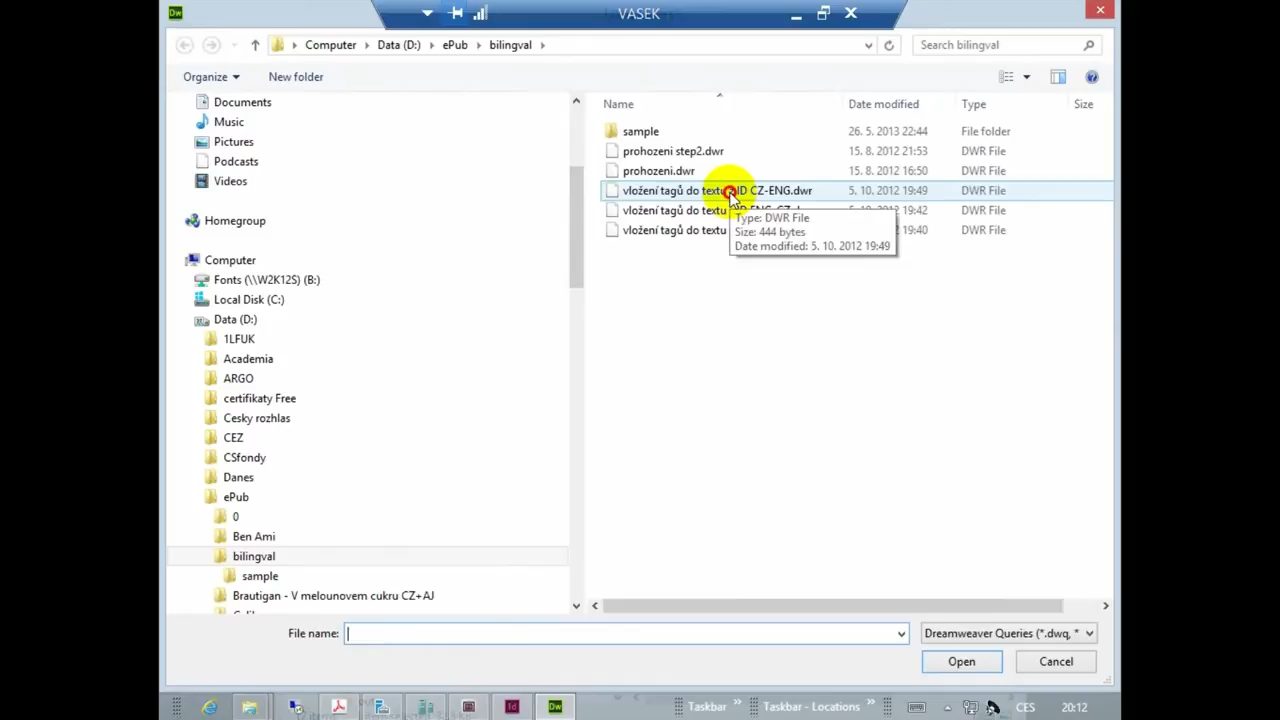 Dw
VASEK
Computer
Data (D:)
ePub
bilingval
Search bilingval
Organize
New folder
Documents
Music
Pictures
Podcasts
Videos
Homegroup
Computer
Fonts (\\W2K12S) (B:)
Local Disk (C:)
Data (D:)
1LFUK
Academia
ARGO
certifikaty Free
Cesky rozhlas
CEZ
CSfondy
Danes
ePub
0
Ben Ami
bilingval
sample
Brautigan - V melounovem cukru CZ+AJ
Name Date modified Type Size
sample 26. 5. 2013 22:44 File folder
prohozeni step2.dwr 15. 8. 2012 21:53 DWR File
prohozeni.dwr 15. 8. 2012 16:50 DWR File
vložení tagů do textu ID CZ-ENG.dwr 5. 10. 2012 19:49 DWR File
vložení tagů do textu 19:42 DWR File
vložení tagů do textu 19:40 DWR File
Type: DWR File
Size: 444 bytes
Date modified: 5. 10. 2012 19:49
File name:
Dreamweaver Queries (*.dwq, *
Open
Cancel
Id
Dw
Taskbar
Taskbar - Locations
CES
20:12